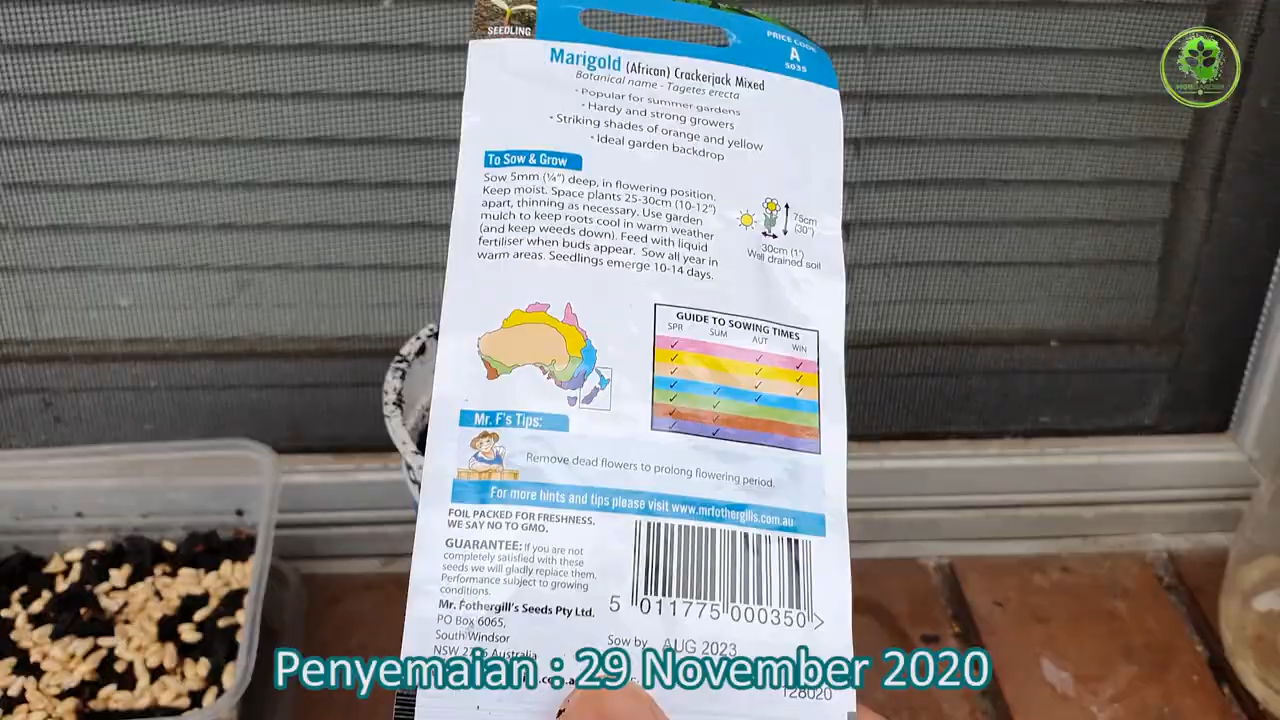 SEEDLING
PRICE CODE
A
5035
Marigold (African) Crackerjack Mixed
Botanical name - Tagetes erecta
• Popular for summer gardens
• Hardy and strong growers
• Striking shades of orange and yellow
• Ideal garden backdrop
To Sow & Grow
Sow 5mm (¼") deep, in flowering position.
Keep moist. Space plants 25-30cm (10-12")
apart, thinning as necessary. Use garden
mulch to keep roots cool in warm weather
(and keep weeds down). Feed with liquid
fertiliser when buds appear. Sow all year in
warm areas. Seedlings emerge 10-14 days.
75cm
(30")
30cm (1')
Well drained soil
GUIDE TO SOWING TIMES
SPR SUM AUT WIN
Mr. F's Tips:
Remove dead flowers to prolong flowering period.
For more hints and tips please visit www.mrfothergills.com.au
FOIL PACKED FOR FRESHNESS.
WE SAY NO TO GMO.
GUARANTEE: If you are not
completely satisfied with these
seeds we will gladly replace them.
Performance subject to growing
conditions.
Mr. Fothergill's Seeds Pty Ltd.
PO Box 6065,
South Windsor
NSW Australia
5 011775 000350 >
Sow by AUG 2023
Penyemaian : 29 November 2020
128020